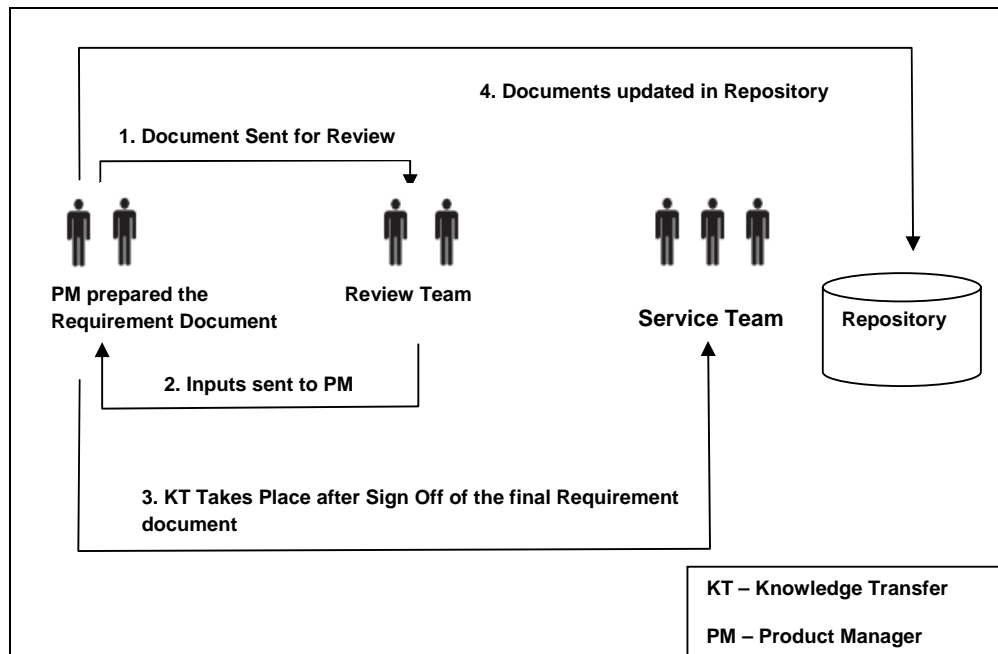 4. Documents updated in Repository
1. Document Sent for Review
PM prepared the
Requirement Document
Review Team
Service Team
Repository
2. Inputs sent to PM
3. KT Takes Place after Sign Off of the final Requirement
document
KT – Knowledge Transfer
PM – Product Manager